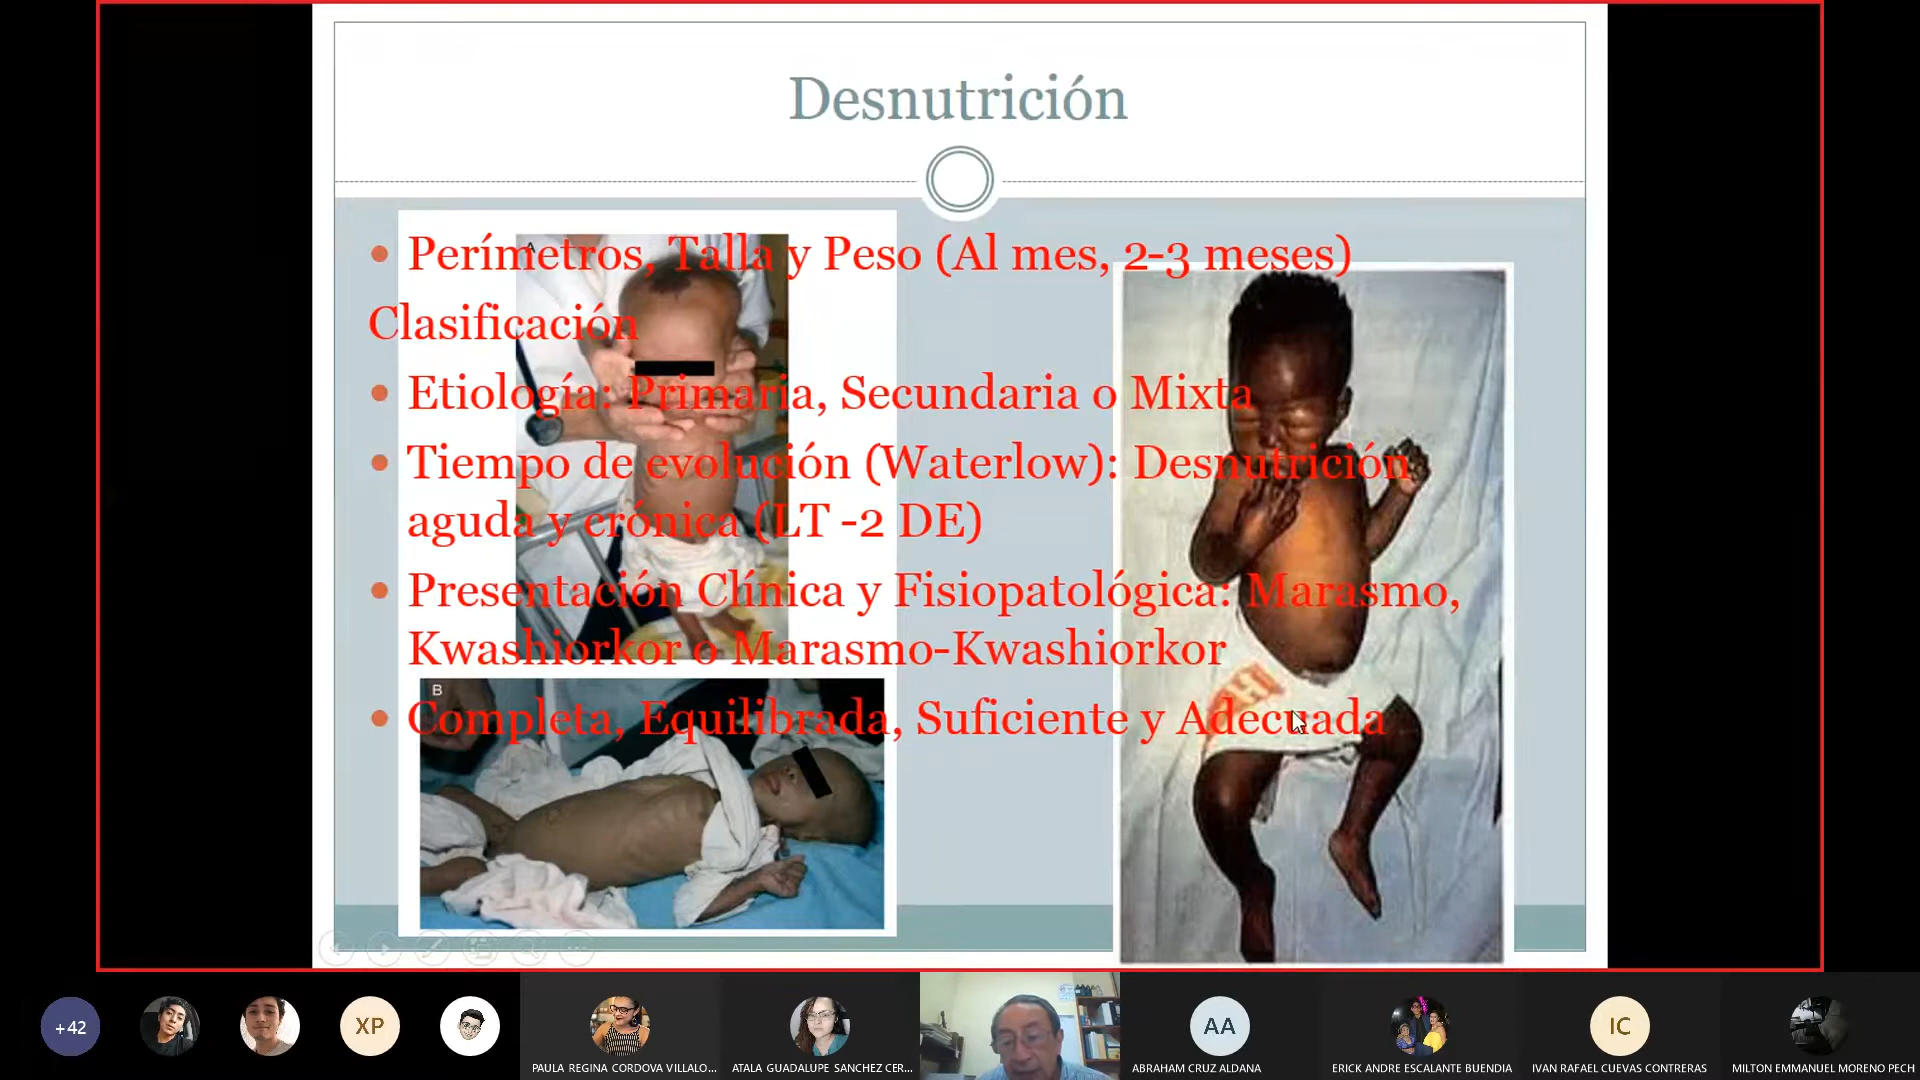 Desnutrición
• Perímetros, Talla y Peso (Al mes, 2-3 meses)
Clasificación
• Etiología: Primaria, Secundaria o Mixta
• Tiempo de evolución (Waterlow): Desnutrición
aguda y crónica (LT -2 DE)
• Presentación Clínica y Fisiopatológica: Marasmo,
Kwashiorkor o Marasmo-Kwashiorkor
• Completa, Equilibrada, Suficiente y Adecuada
A
B
+42
XP
PAULA REGINA CORDOVA VILLALO...
ATALA GUADALUPE SANCHEZ CER...
AA
ABRAHAM CRUZ ALDANA
ERICK ANDRE ESCALANTE BUENDIA
IC
IVAN RAFAEL CUEVAS CONTRERAS
MILTON EMMANUEL MORENO PECH